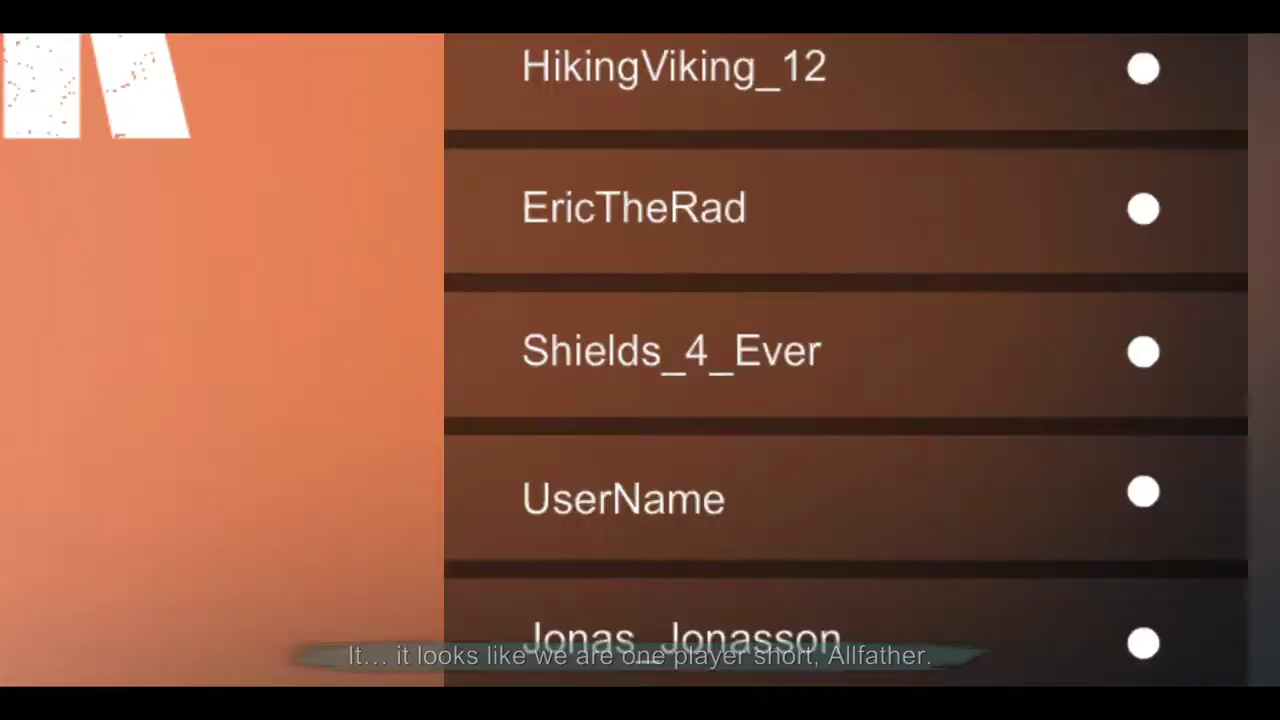 HikingViking_12
EricTheRad
Shields_4_Ever
UserName
Jonas_Jonasson
It... it looks like we are one player short, Allfather.